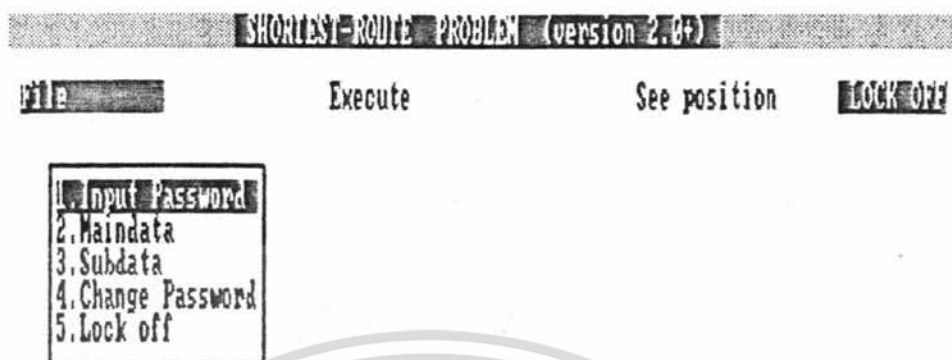 SHORTEST-ROUTE PROBLEM (version 2.0+)
File Execute See position LOCK OFF
1.Input Password
2.Maindata
3.Subdata
4.Change Password
5.Lock off